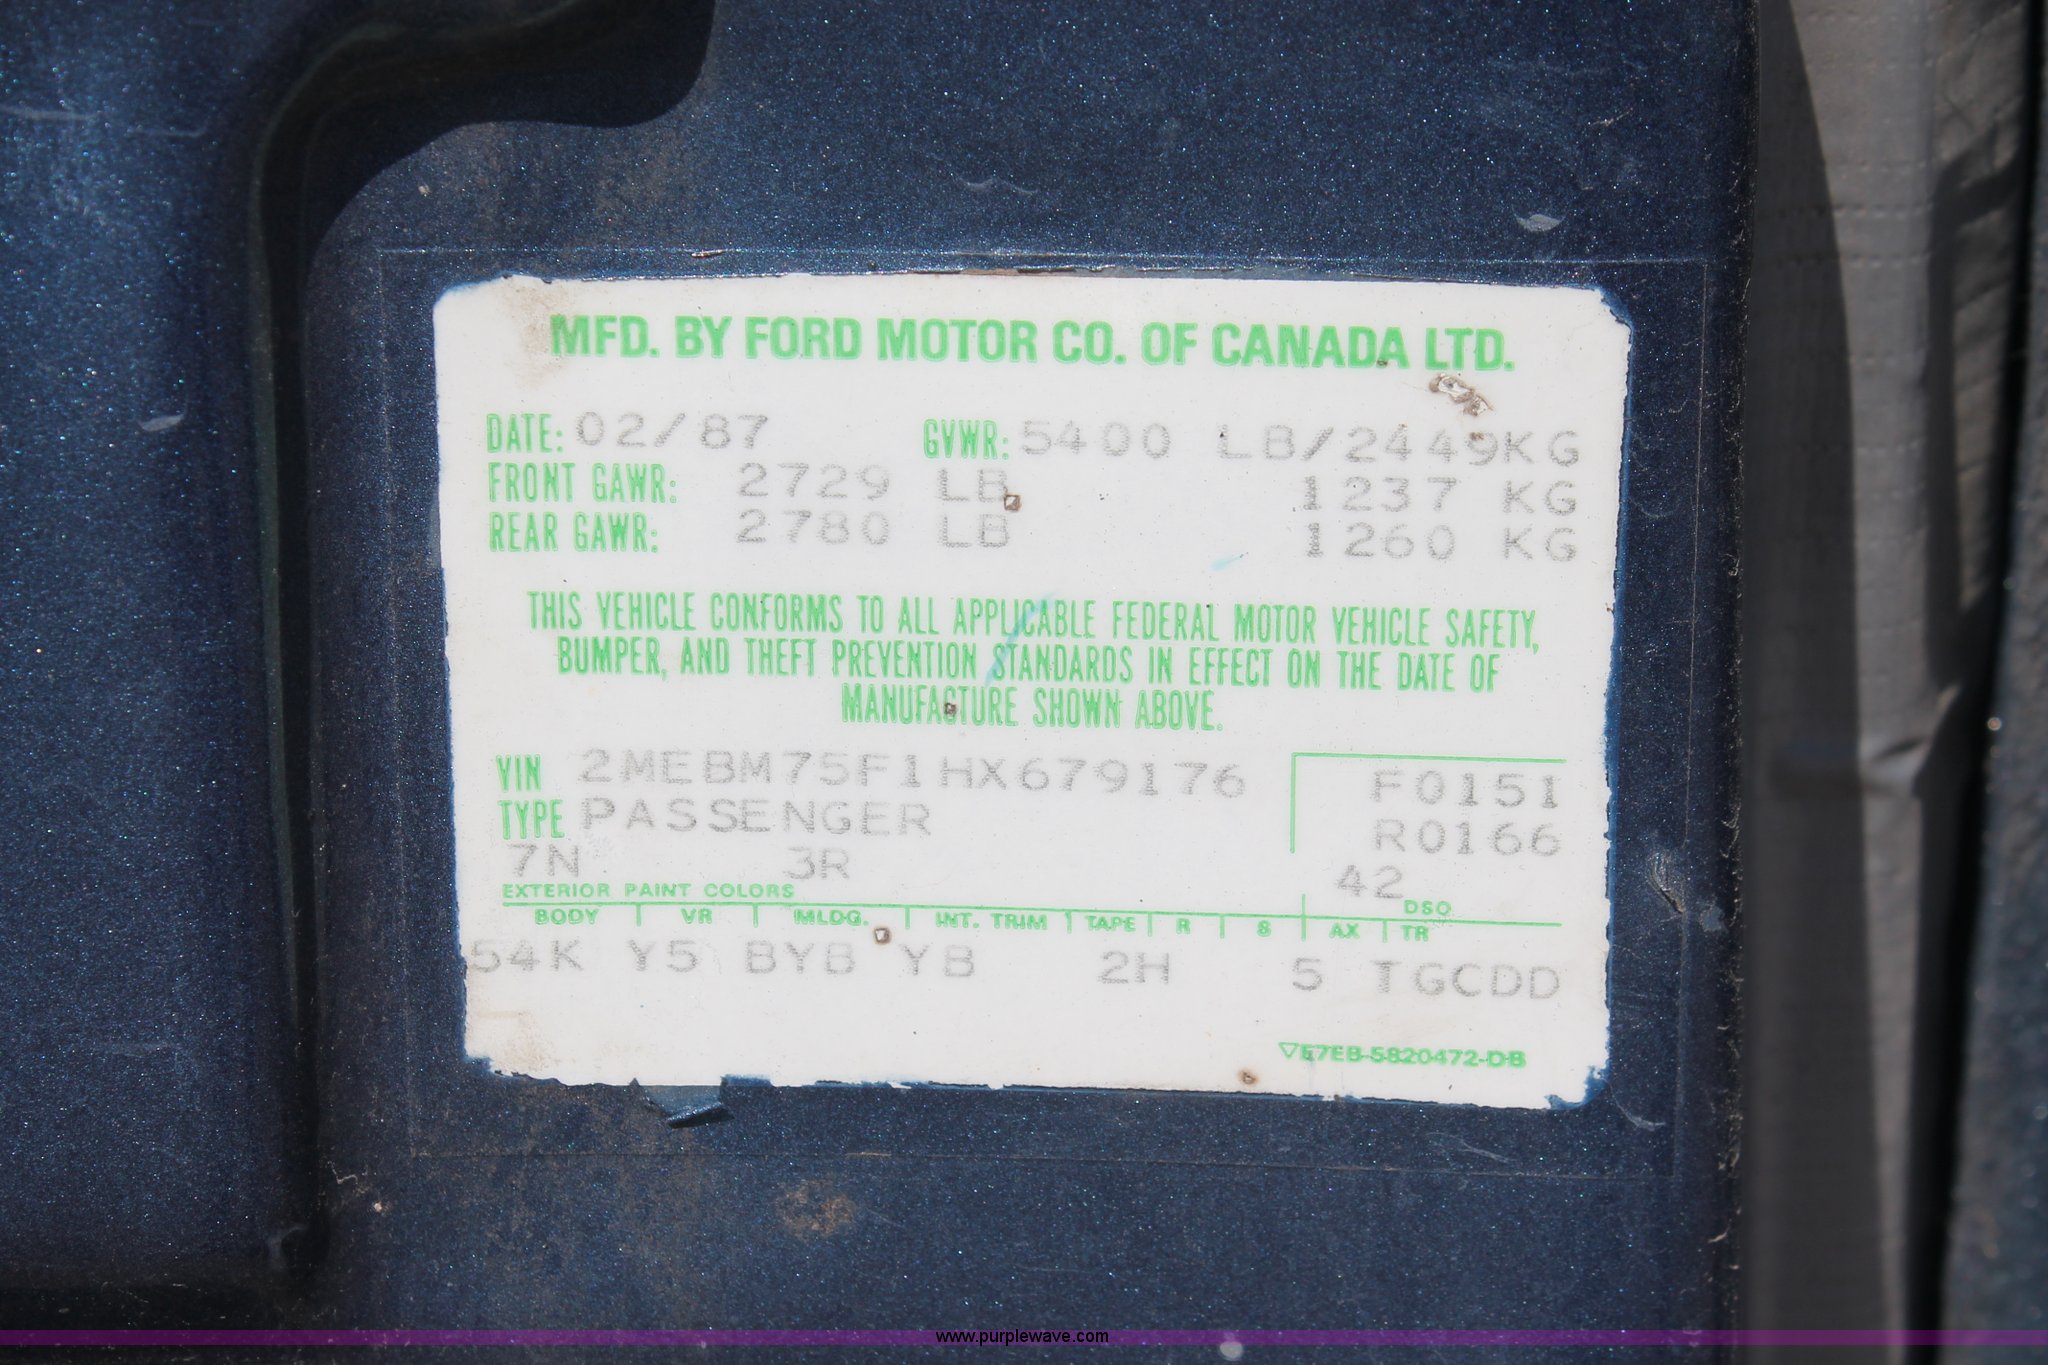 MFD. BY FORD MOTOR CO. OF CANADA LTD.
DATE: 02/87 GVWR: 5400 LB/2449KG
FRONT GAWR: 2729 LB 1237 KG
REAR GAWR: 2780 LB 1260 KG
THIS VEHICLE CONFORMS TO ALL APPLICABLE FEDERAL MOTOR VEHICLE SAFETY,
BUMPER, AND THEFT PREVENTION STANDARDS IN EFFECT ON THE DATE OF
MANUFACTURE SHOWN ABOVE.
VIN 2MEBM75F1HX679176 F0151
TYPE PASSENGER R0166
7N 3R 42
EXTERIOR PAINT COLORS DSO
BODY VR MLDG. INT. TRIM TAPE R S AX TR
54K Y5 BYB YB 2H 5 TGCDD
▽E7EB-5820472-DB
www.purplewave.com